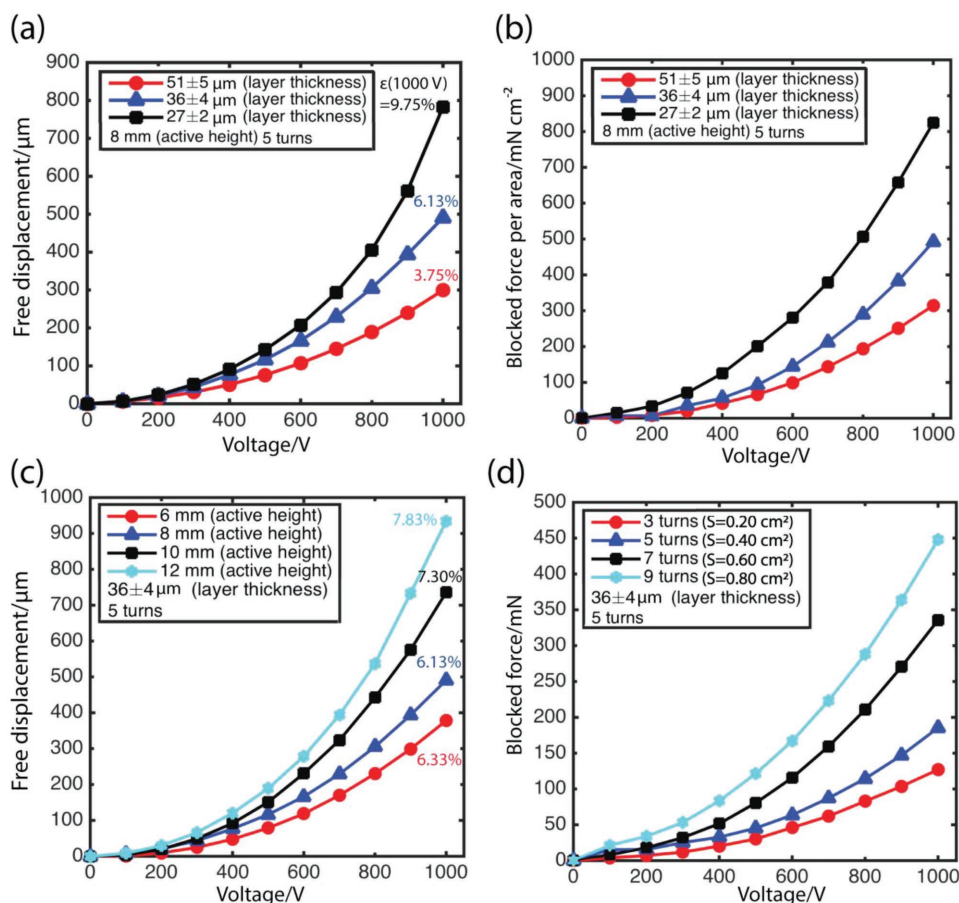 (a)
900
800
700
600
500
400
300
200
100
0
Free displacement/μm
51±5 μm (layer thickness)
36±4 μm (layer thickness)
27±2 μm (layer thickness)
8 mm (active height) 5 turns
ε(1000 V)
=9.75%
6.13%
3.75%
0 200 400 600 800 1000
Voltage/V
(b)
1000
900
800
700
600
500
400
300
200
100
0
Blocked force per area/mN cm⁻²
51±5 μm (layer thickness)
36±4 μm (layer thickness)
27±2 μm (layer thickness)
8 mm (active height) 5 turns
0 200 400 600 800 1000
Voltage/V
(c)
1000
900
800
700
600
500
400
300
200
100
0
Free displacement/μm
6 mm (active height)
8 mm (active height)
10 mm (active height)
12 mm (active height)
36±4μm (layer thickness)
5 turns
7.83%
7.30%
6.13%
6.33%
0 200 400 600 800 1000
Voltage/V
(d)
500
450
400
350
300
250
200
150
100
50
0
Blocked force/mN
3 turns (S=0.20 cm²)
5 turns (S=0.40 cm²)
7 turns (S=0.60 cm²)
9 turns (S=0.80 cm²)
36±4μm (layer thickness)
5 turns
0 200 400 600 800 1000
Voltage/V